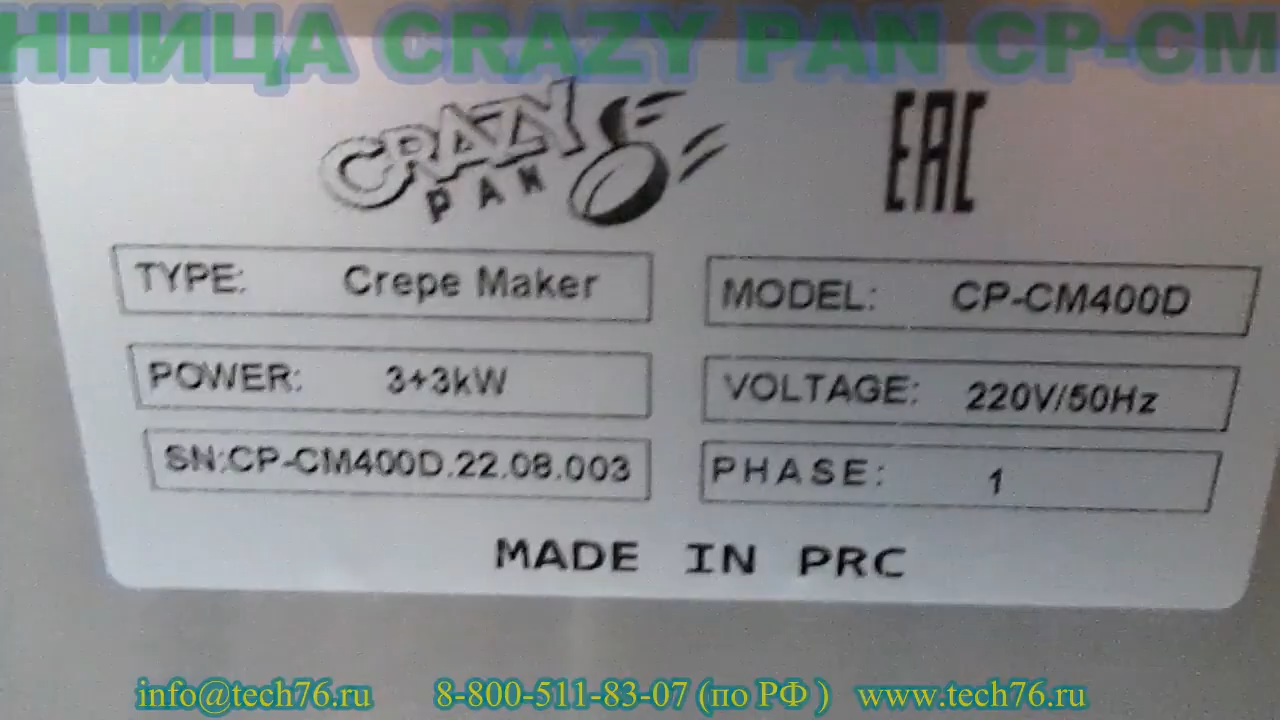 ННИЦА CRAZY PAN CP-CM
CRAZY
PAN
EAC
TYPE: Crepe Maker
MODEL: CP-CM400D
POWER: 3+3kW
VOLTAGE: 220V/50Hz
SN:CP-CM400D.22.08.003
PHASE: 1
MADE IN PRC
info@tech76.ru 8-800-511-83-07 (по РФ ) www.tech76.ru